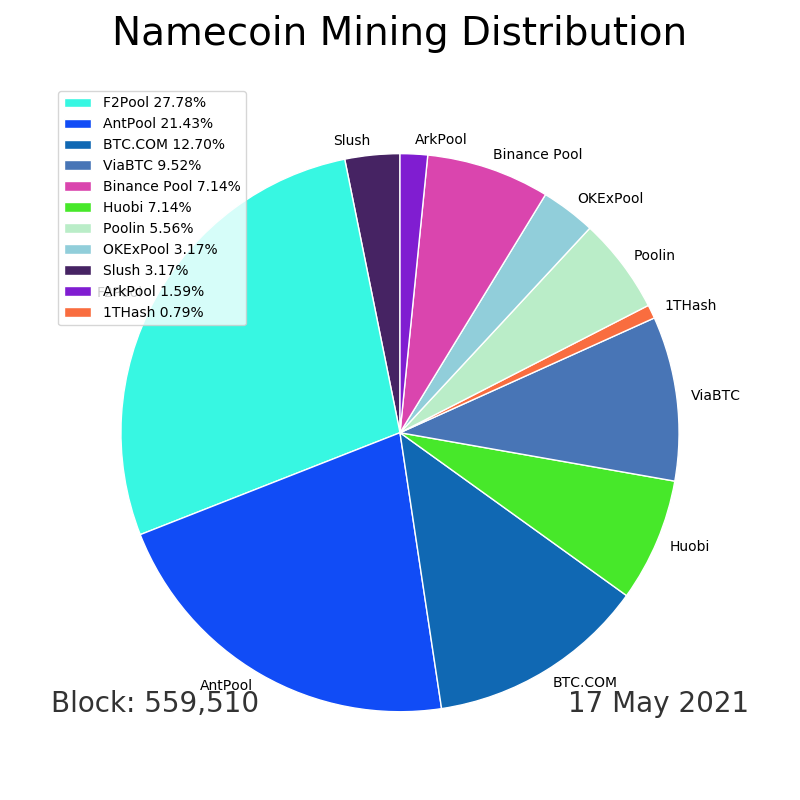 Namecoin Mining Distribution
F2Pool 27.78%
AntPool 21.43%
BTC.COM 12.70%
ViaBTC 9.52%
Binance Pool 7.14%
Huobi 7.14%
Poolin 5.56%
OKExPool 3.17%
Slush 3.17%
ArkPool 1.59%
1THash 0.79%
Slush
ArkPool
Binance Pool
OKExPool
Poolin
1THash
ViaBTC
Huobi
BTC.COM
AntPool
Block: 559,510
17 May 2021